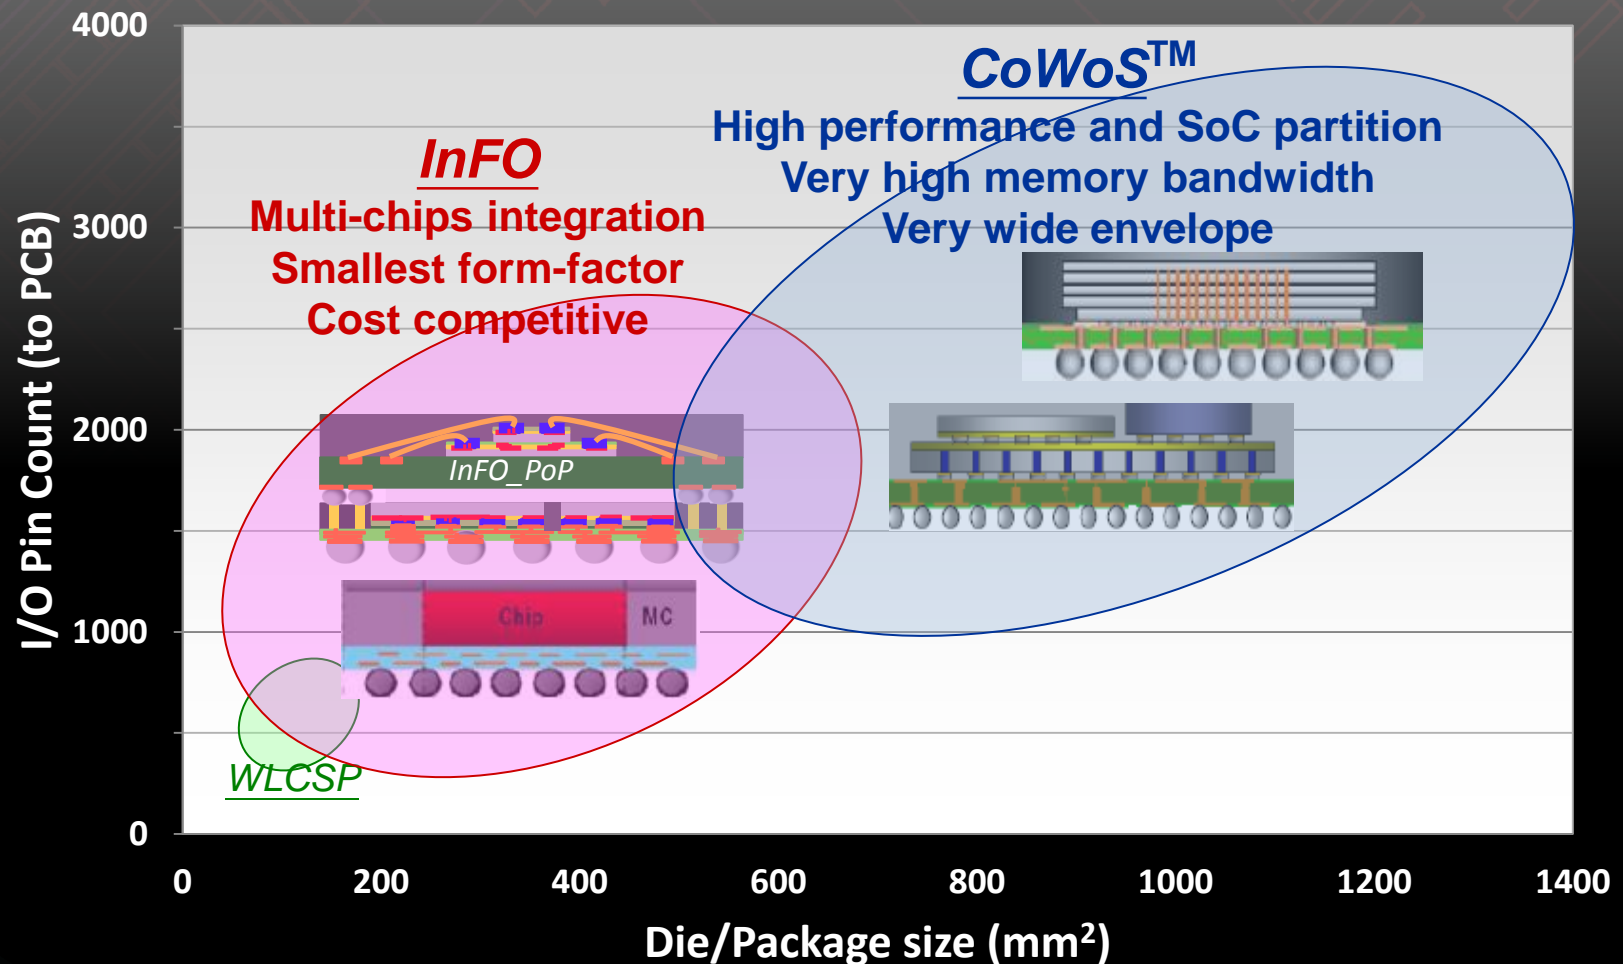 4000
3000
2000
1000
0
I/O Pin Count (to PCB)
CoWoS™
High performance and SoC partition
Very high memory bandwidth
Very wide envelope
InFO
Multi-chips integration
Smallest form-factor
Cost competitive
InFO_PoP
Chip MC
WLCSP
0 200 400 600 800 1000 1200 1400
Die/Package size (mm²)